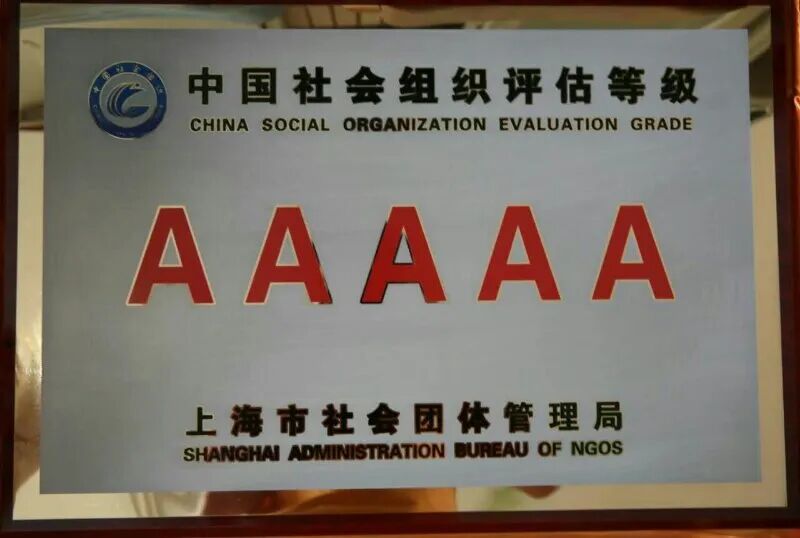 中国社会组织评估等级
CHINA SOCIAL ORGANIZATION EVALUATION GRADE
AAAAA
上海市社会团体管理局
SHANGHAI ADMINISTRATION BUREAU OF NGOS